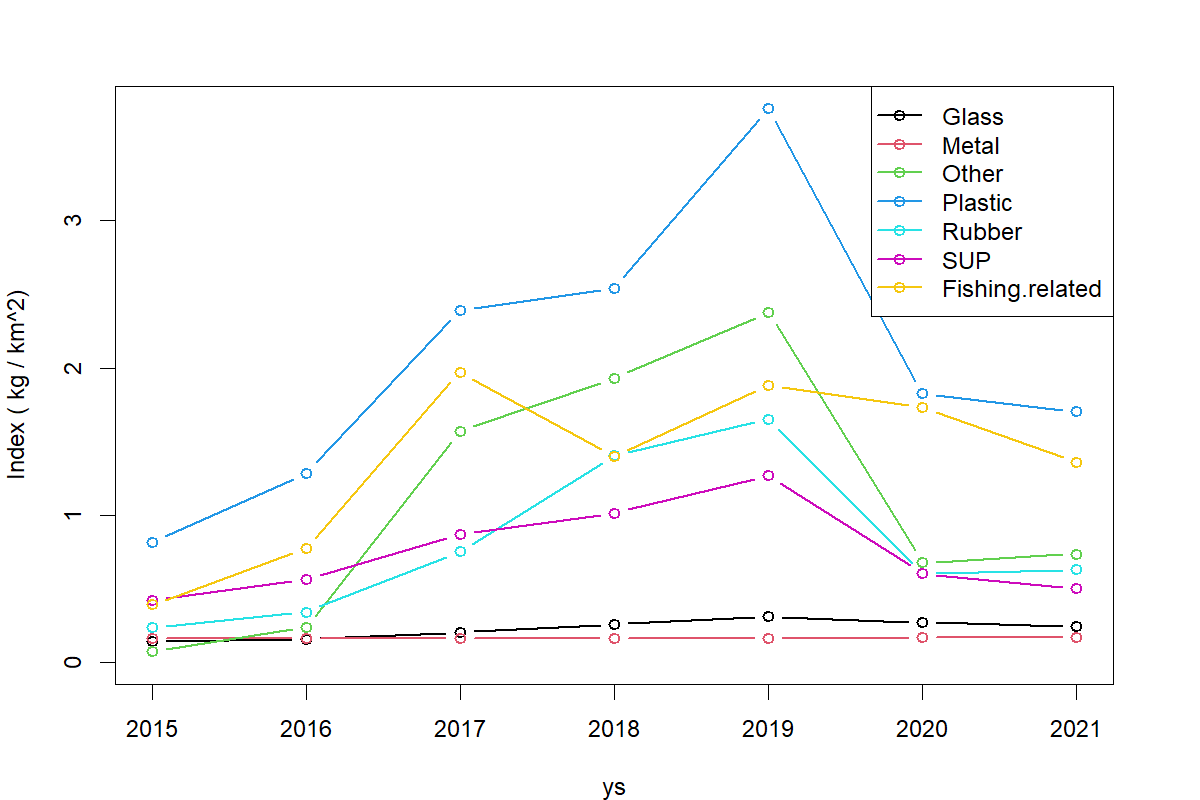 Glass
Metal
Other
Plastic
Rubber
SUP
Fishing.related
Index ( kg / km^2)
3
2
1
0
2015 2016 2017 2018 2019 2020 2021
ys